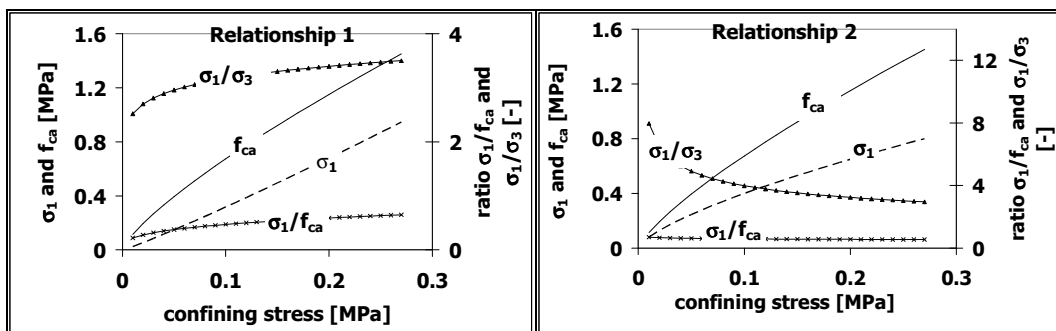 Relationship 1
σ1 and fca [MPa]
1.6
1.2
0.8
0.4
0
4
2
0
ratio σ1/fca and
σ1/σ3 [-]
σ1/σ3
fca
σ1
σ1/fca
0
0.1
0.2
0.3
confining stress [MPa]
Relationship 2
σ1 and fca [MPa]
1.6
1.2
0.8
0.4
0
12
8
4
0
ratio σ1/fca and σ1/σ3
[-]
fca
σ1/σ3
σ1
σ1/fca
0
0.1
0.2
0.3
confining stress [MPa]